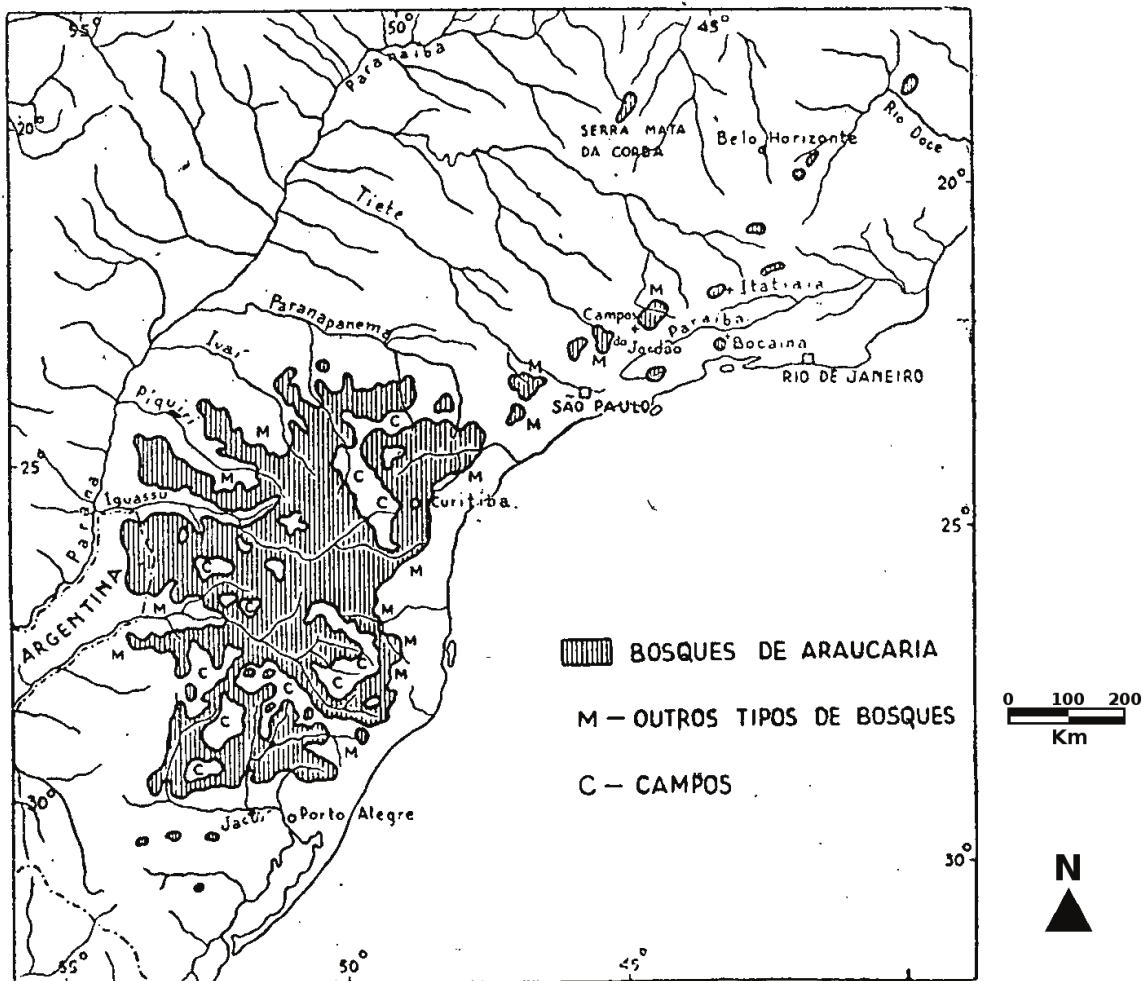 55°
50°
45°
Paranaiba
20°
SERRA MATA
DA CORDA
Belo Horizonte
Rio Doce
20°
Tiete
M
Itatiaia
Campos
do Jordão
Paraiba
M
Bocaina
RIO DE JANEIRO
Paranapanema
Ivaí
M
SÃO PAULO
M
Piquiri
M
C
25°
M
C
M
C
Paraná
Iguassu
Curitiba
25°
C
M
ARGENTINA
M
C
M
M
M
C
C
C
M
C
M
C
BOSQUES DE ARAUCARIA
M – OUTROS TIPOS DE BOSQUES
C – CAMPOS
0 100 200
Km
30°
Jacuí
Porto Alegre
30°
N
55°
50°
45°